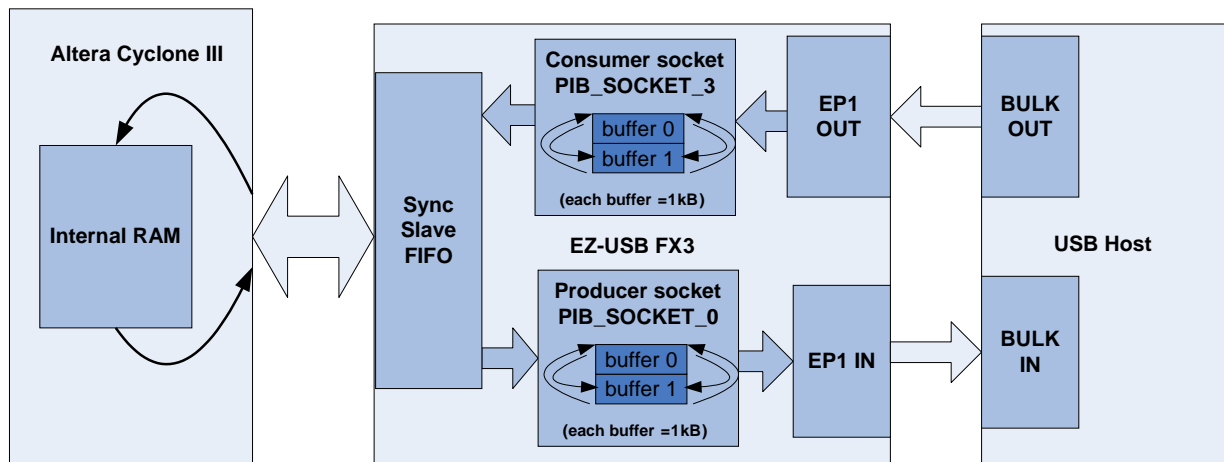 Altera Cyclone III
Internal RAM
Sync
Slave
FIFO
Consumer socket
PIB_SOCKET_3
buffer 0
buffer 1
(each buffer =1kB)
EZ-USB FX3
Producer socket
PIB_SOCKET_0
buffer 0
buffer 1
(each buffer =1kB)
EP1
OUT
EP1 IN
BULK
OUT
USB Host
BULK
IN